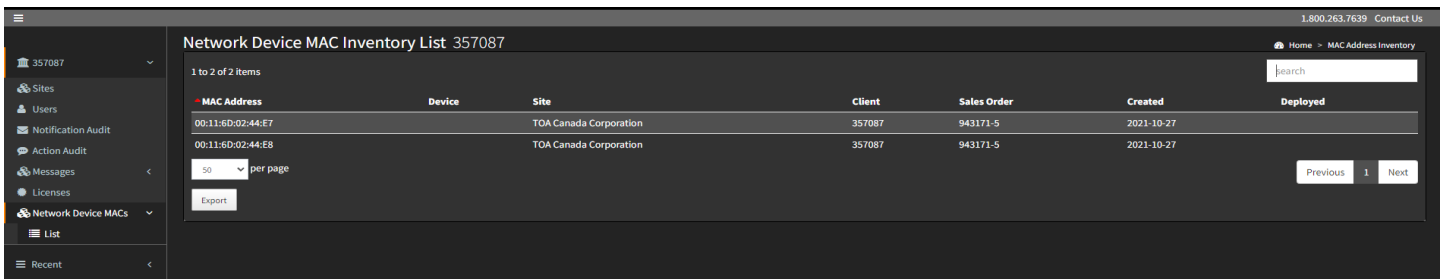 1.800.263.7639 Contact Us
Network Device MAC Inventory List 357087
Home > MAC Address Inventory
357087
Sites
Users
Notification Audit
Action Audit
Messages
Licenses
Network Device MACs
List
Recent
1 to 2 of 2 items
search
MAC Address Device Site Client Sales Order Created Deployed
00:11:6D:02:44:E7 TOA Canada Corporation 357087 943171-5 2021-10-27
00:11:6D:02:44:E8 TOA Canada Corporation 357087 943171-5 2021-10-27
50 per page
Previous 1 Next
Export